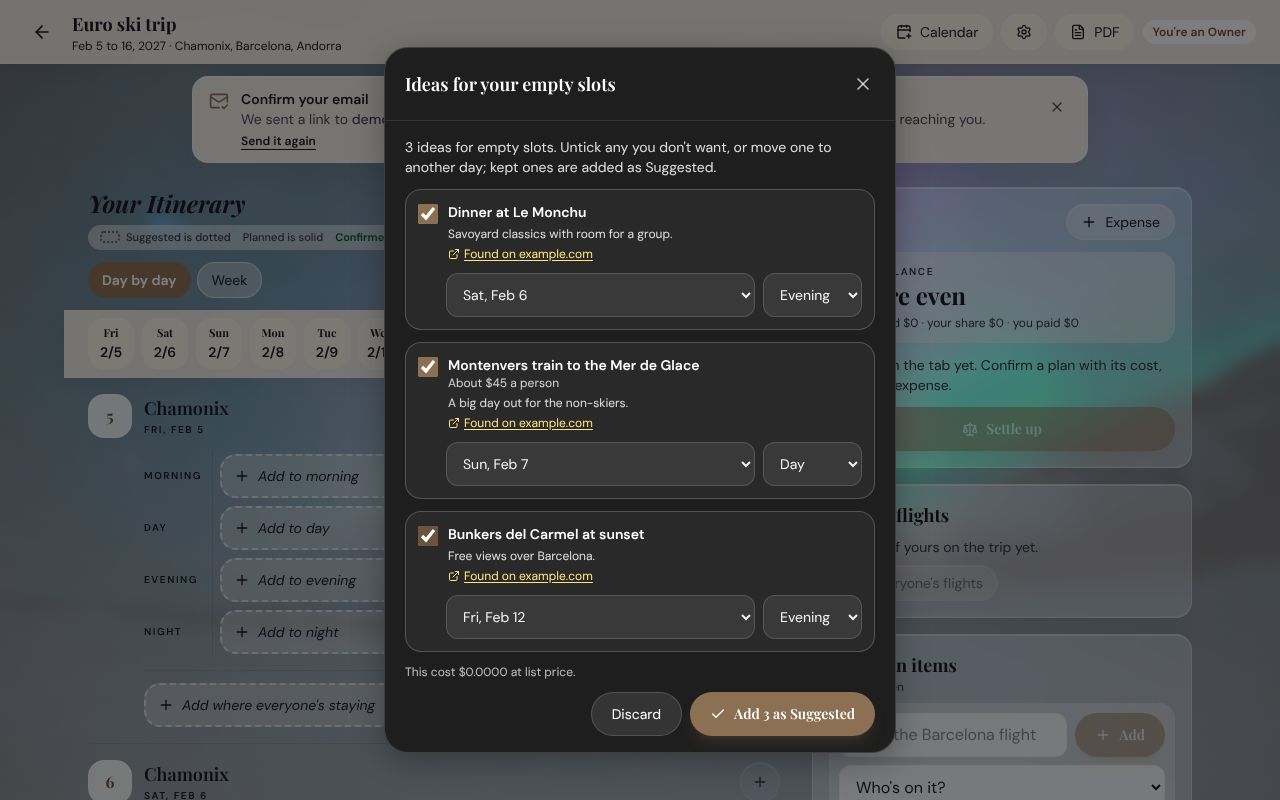 Euro ski trip
Feb 5 to 16, 2027 · Chamonix, Barcelona, Andorra
Calendar
PDF
You're an Owner
Confirm your email
We sent a link to demo
reaching you.
Send it again
Ideas for your empty slots
3 ideas for empty slots. Untick any you don't want, or move one to
another day; kept ones are added as Suggested.
Dinner at Le Monchu
Savoyard classics with room for a group.
Found on example.com
Sat, Feb 6
Evening
Montenvers train to the Mer de Glace
About $45 a person
A big day out for the non-skiers.
Found on example.com
Sun, Feb 7
Day
Bunkers del Carmel at sunset
Free views over Barcelona.
Found on example.com
Fri, Feb 12
Evening
This cost $0.0000 at list price.
Discard
Add 3 as Suggested
Your Itinerary
Suggested is dotted Planned is solid Confirme
Day by day
Week
Fri Sat Sun Mon Tue
2/5 2/6 2/7 2/8 2/9
5
Chamonix
FRI, FEB 5
MORNING
Add to morning
DAY
Add to day
EVENING
Add to evening
NIGHT
Add to night
Add where everyone's staying
6
Chamonix
SAT, FEB 6
Expense
even
$0 · your share $0 · you paid $0
the tab yet. Confirm a plan with its cost,
expense.
Settle up
flights
of yours on the trip yet.
flights
items
the Barcelona flight
Add
Who's on it?